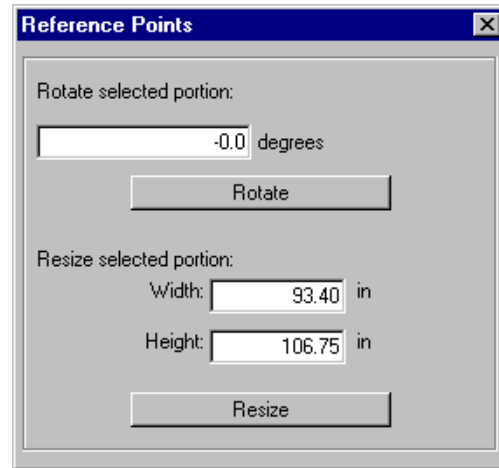 Reference Points
Rotate selected portion:
-0.0 degrees
Rotate
Resize selected portion:
Width: 93.40 in
Height: 106.75 in
Resize